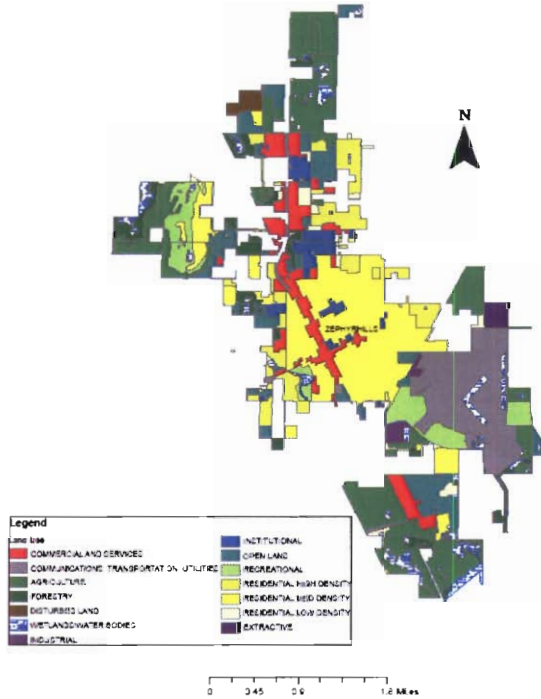 N
ZEPHYRHILLS
Legend
Land Use
COMMERCIAL AND SERVICES
COMMUNICATIONS, TRANSPORTATION, UTILITIES
AGRICULTURE
FORESTRY
DISTURBED LAND
WETLANDS/WATER BODIES
INDUSTRIAL
INSTITUTIONAL
OPEN LAND
RECREATIONAL
RESIDENTIAL HIGH DENSITY
RESIDENTIAL MED DENSITY
RESIDENTIAL LOW DENSITY
EXTRACTIVE
0 0.45 0.9 1.8 Miles